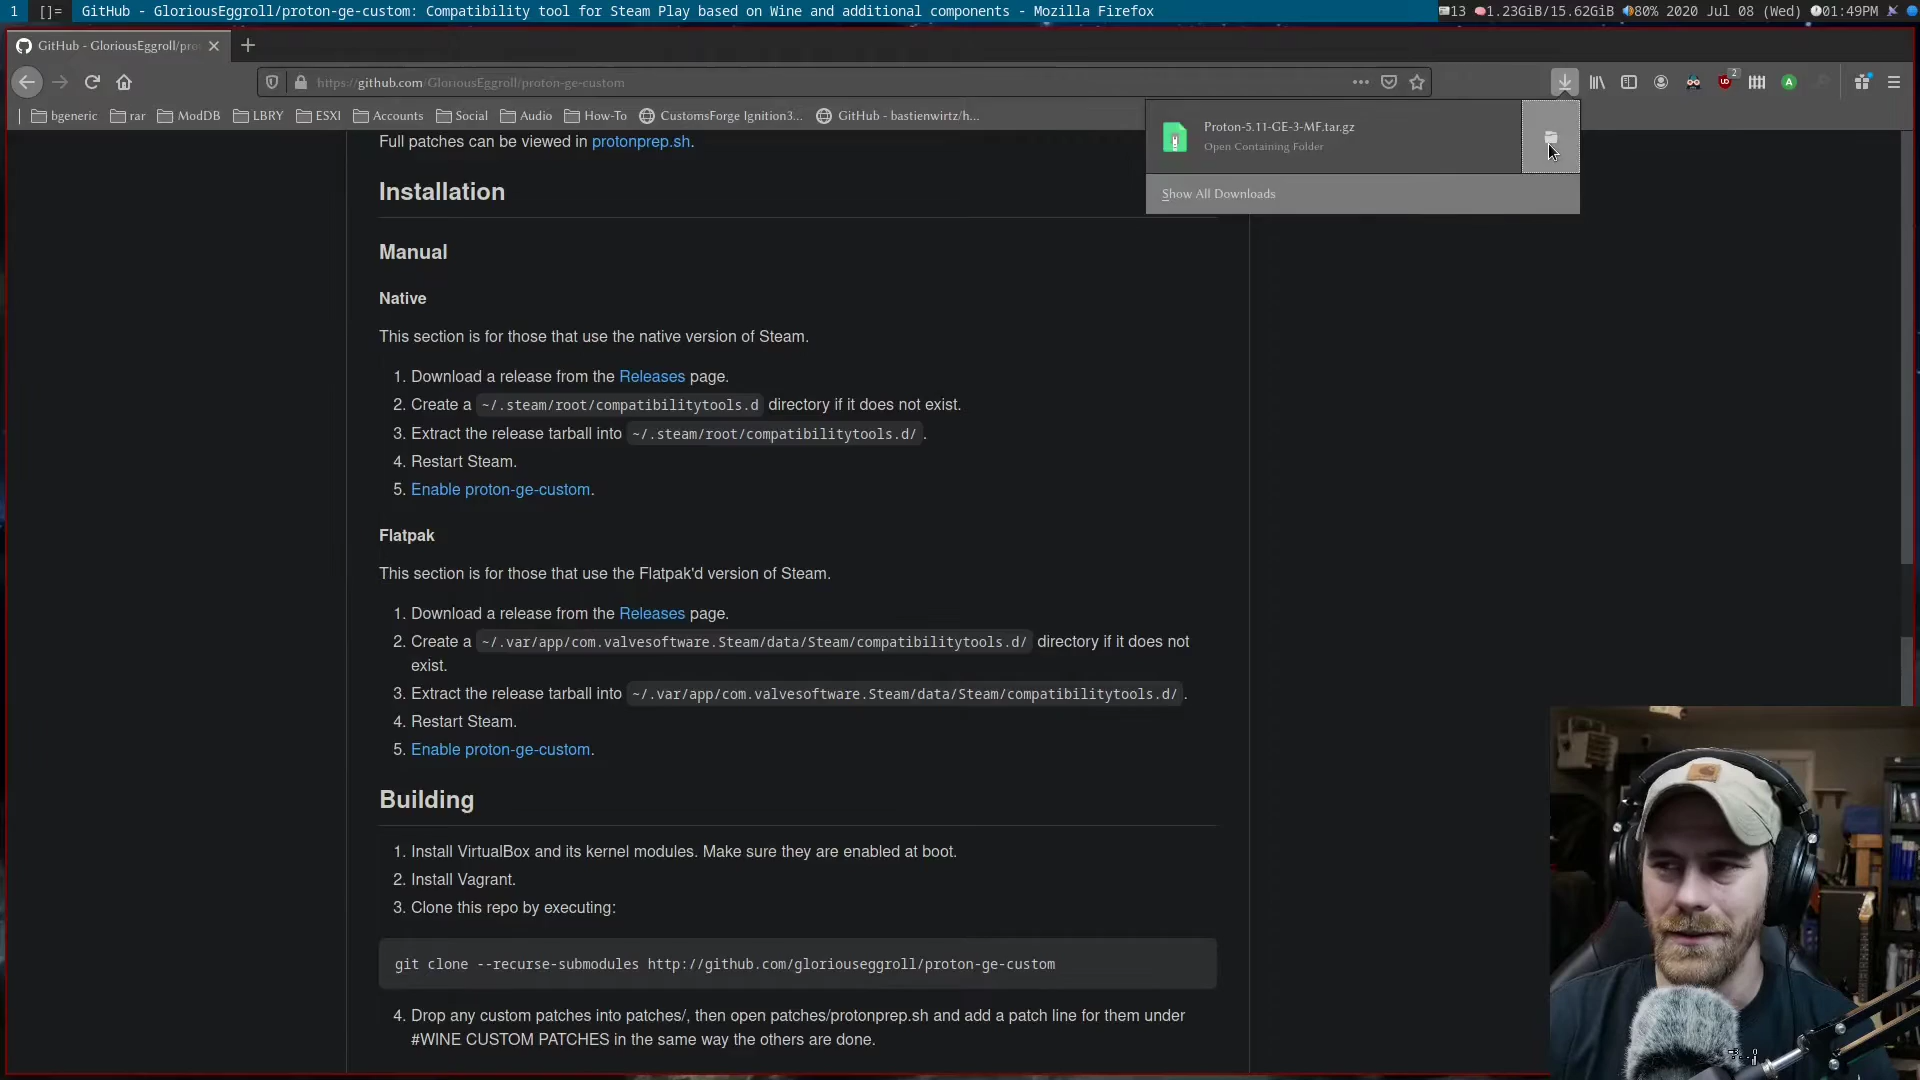 1 []= GitHub - GloriousEggroll/proton-ge-custom: Compatibility tool for Steam Play based on Wine and additional components - Mozilla Firefox 13 1.23GiB/15.62GiB 80% 2020 Jul 08 (Wed) 01:49PM
GitHub - GloriousEggroll/pro
https://github.com/GloriousEggroll/proton-ge-custom
2
A
bgeneric rar ModDB LBRY ESXI Accounts Social Audio How-To CustomsForge Ignition3... GitHub - bastienwirtz/h...
Proton-5.11-GE-3-MF.tar.gz
Open Containing Folder
Show All Downloads
Full patches can be viewed in protonprep.sh.
Installation
Manual
Native
This section is for those that use the native version of Steam.
1. Download a release from the Releases page.
2. Create a ~/.steam/root/compatibilitytools.d directory if it does not exist.
3. Extract the release tarball into ~/.steam/root/compatibilitytools.d/ .
4. Restart Steam.
5. Enable proton-ge-custom.
Flatpak
This section is for those that use the Flatpak'd version of Steam.
1. Download a release from the Releases page.
2. Create a ~/.var/app/com.valvesoftware.Steam/data/Steam/compatibilitytools.d/ directory if it does not
exist.
3. Extract the release tarball into ~/.var/app/com.valvesoftware.Steam/data/Steam/compatibilitytools.d/ .
4. Restart Steam.
5. Enable proton-ge-custom.
Building
1. Install VirtualBox and its kernel modules. Make sure they are enabled at boot.
2. Install Vagrant.
3. Clone this repo by executing:
git clone --recurse-submodules http://github.com/gloriouseggroll/proton-ge-custom
4. Drop any custom patches into patches/, then open patches/protonprep.sh and add a patch line for them under
#WINE CUSTOM PATCHES in the same way the others are done.